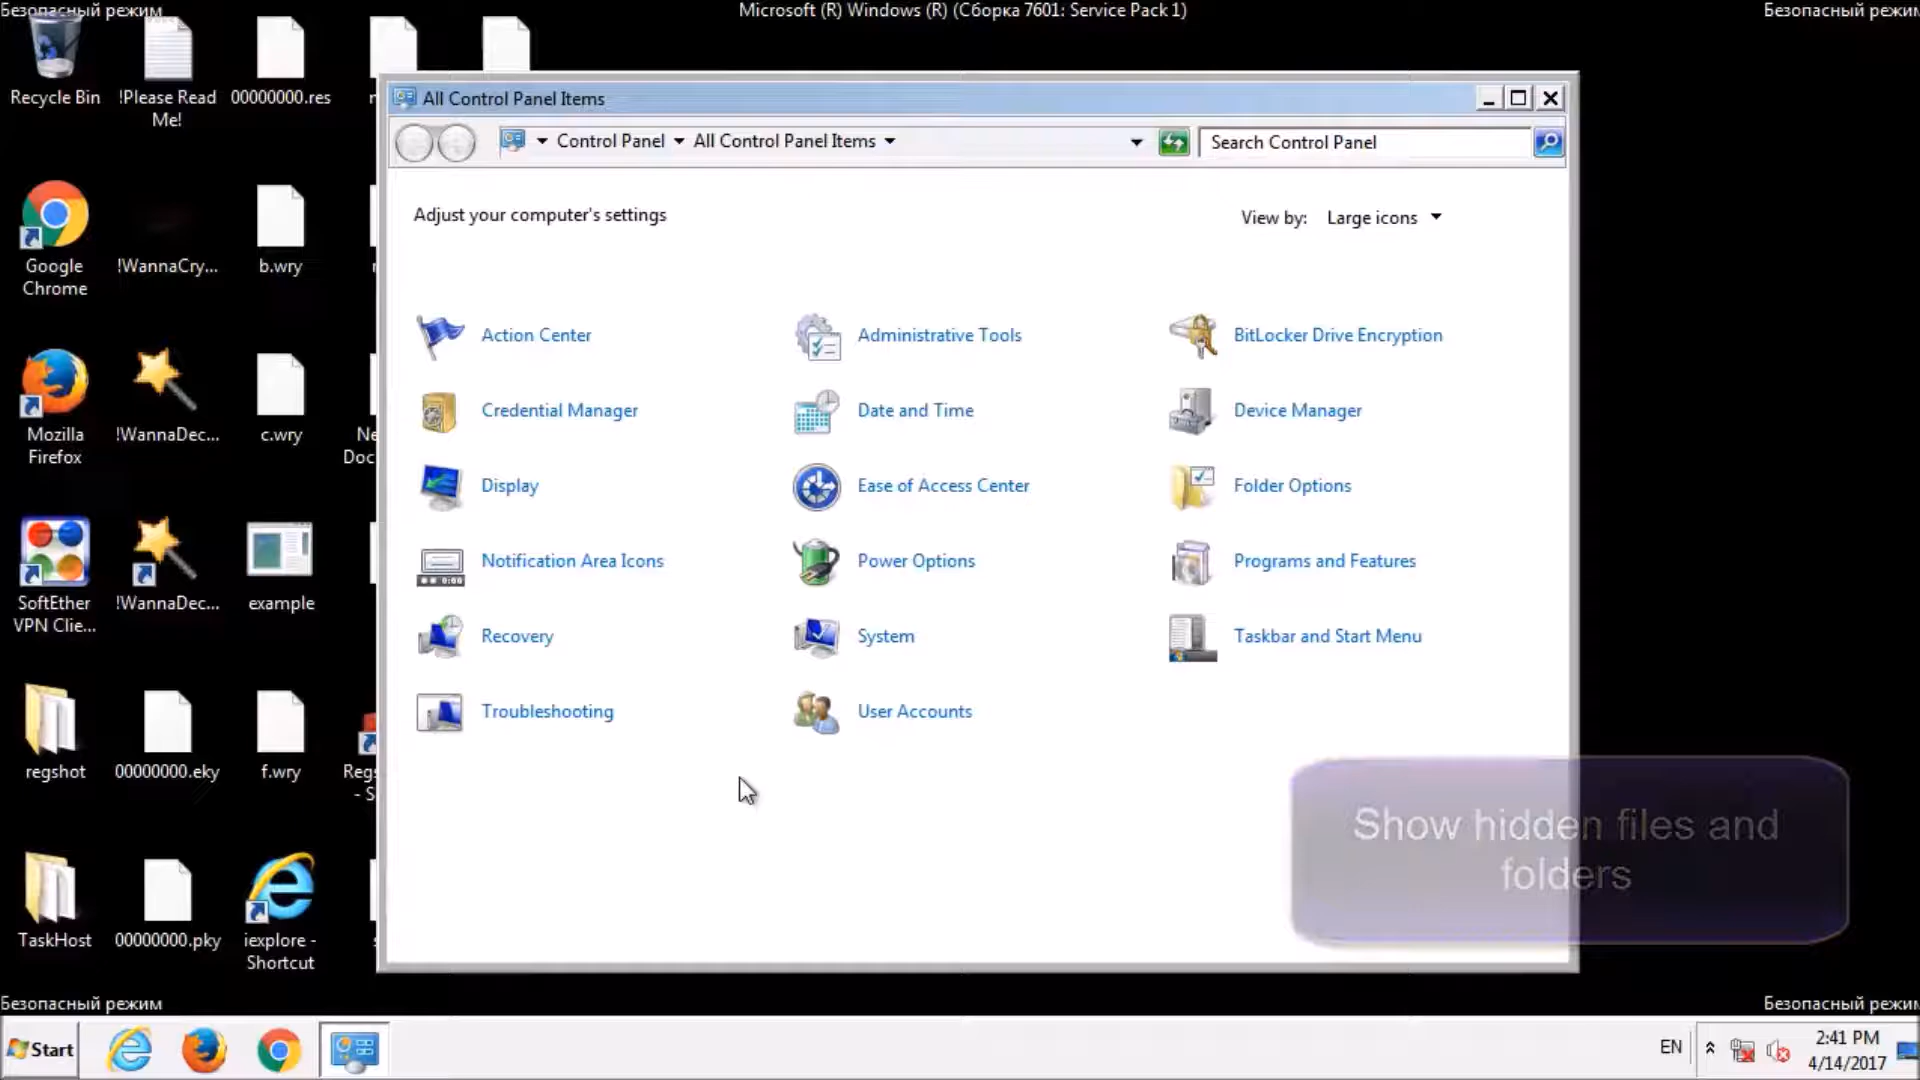 Безопасный режим
Microsoft (R) Windows (R) (Сборка 7601: Service Pack 1)
Безопасный режим
Recycle Bin
!Please Read
Me!
00000000.res
Google
Chrome
!WannaCry...
b.wry
Mozilla
Firefox
!WannaDec...
c.wry
SoftEther
VPN Clie...
!WannaDec...
example
regshot
00000000.eky
f.wry
TaskHost
00000000.pky
iexplore -
Shortcut
All Control Panel Items
Control Panel
All Control Panel Items
Search Control Panel
Adjust your computer's settings
View by: Large icons
Action Center
Administrative Tools
BitLocker Drive Encryption
Credential Manager
Date and Time
Device Manager
Display
Ease of Access Center
Folder Options
Notification Area Icons
Power Options
Programs and Features
Recovery
System
Taskbar and Start Menu
Troubleshooting
User Accounts
Show hidden files and
folders
Безопасный режим
Безопасный режим
Start
EN
2:41 PM
4/14/2017